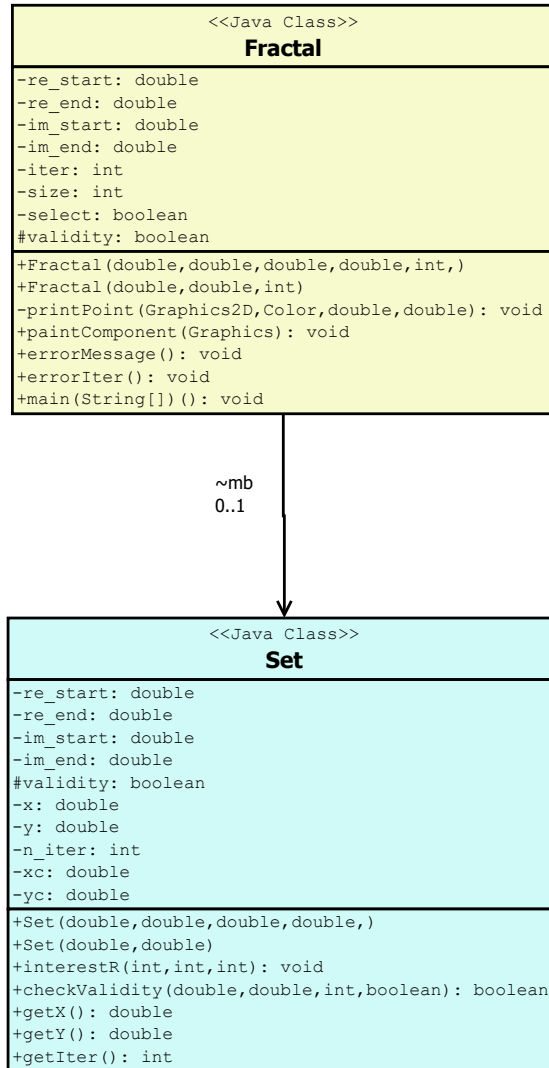 <<Java Class>>
Fractal
-re_start: double
-re_end: double
-im_start: double
-im_end: double
-iter: int
-size: int
-select: boolean
#validity: boolean
+Fractal(double,double,double,double,int,)
+Fractal(double,double,int)
-printPoint(Graphics2D,Color,double,double): void
+paintComponent(Graphics): void
+errorMessage(): void
+errorIter(): void
+main(String[])(): void
~mb
0..1
<<Java Class>>
Set
-re_start: double
-re_end: double
-im_start: double
-im_end: double
#validity: boolean
-x: double
-y: double
-n_iter: int
-xc: double
-yc: double
+Set(double,double,double,double,)
+Set(double,double)
+interestR(int,int,int): void
+checkValidity(double,double,int,boolean): boolean
+getX(): double
+getY(): double
+getIter(): int